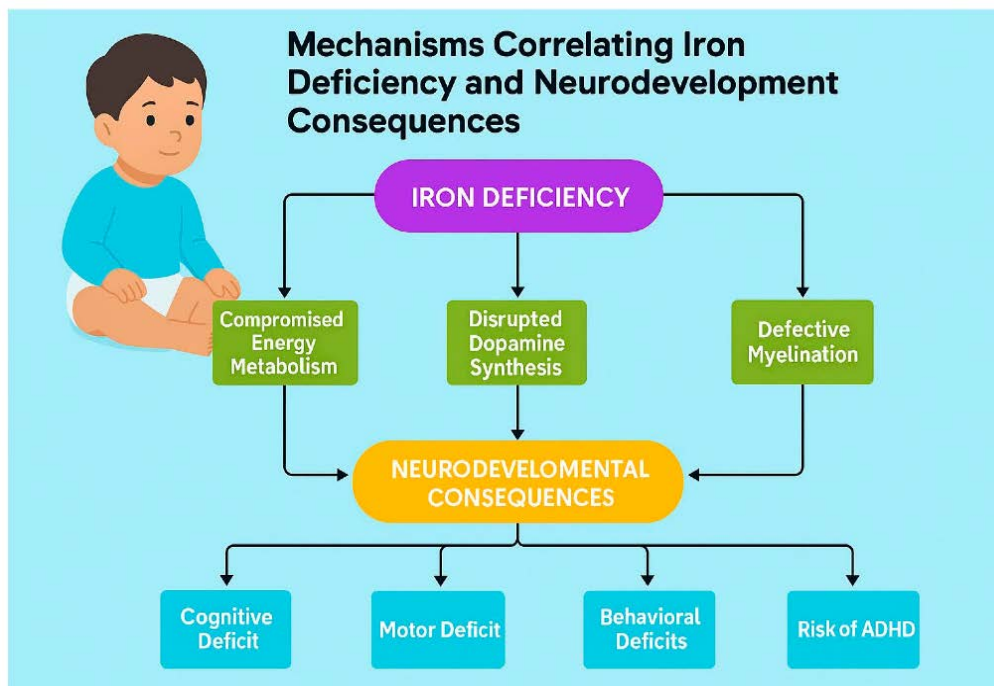 Mechanisms Correlating Iron
Deficiency and Neurodevelopment
Consequences
IRON DEFICIENCY
Compromised
Energy
Metabolism
Disrupted
Dopamine
Synthesis
Defective
Myelination
NEURODEVELOMENTAL
CONSEQUENCES
Cognitive
Deficit
Motor Deficit
Behavioral
Deficits
Risk of ADHD